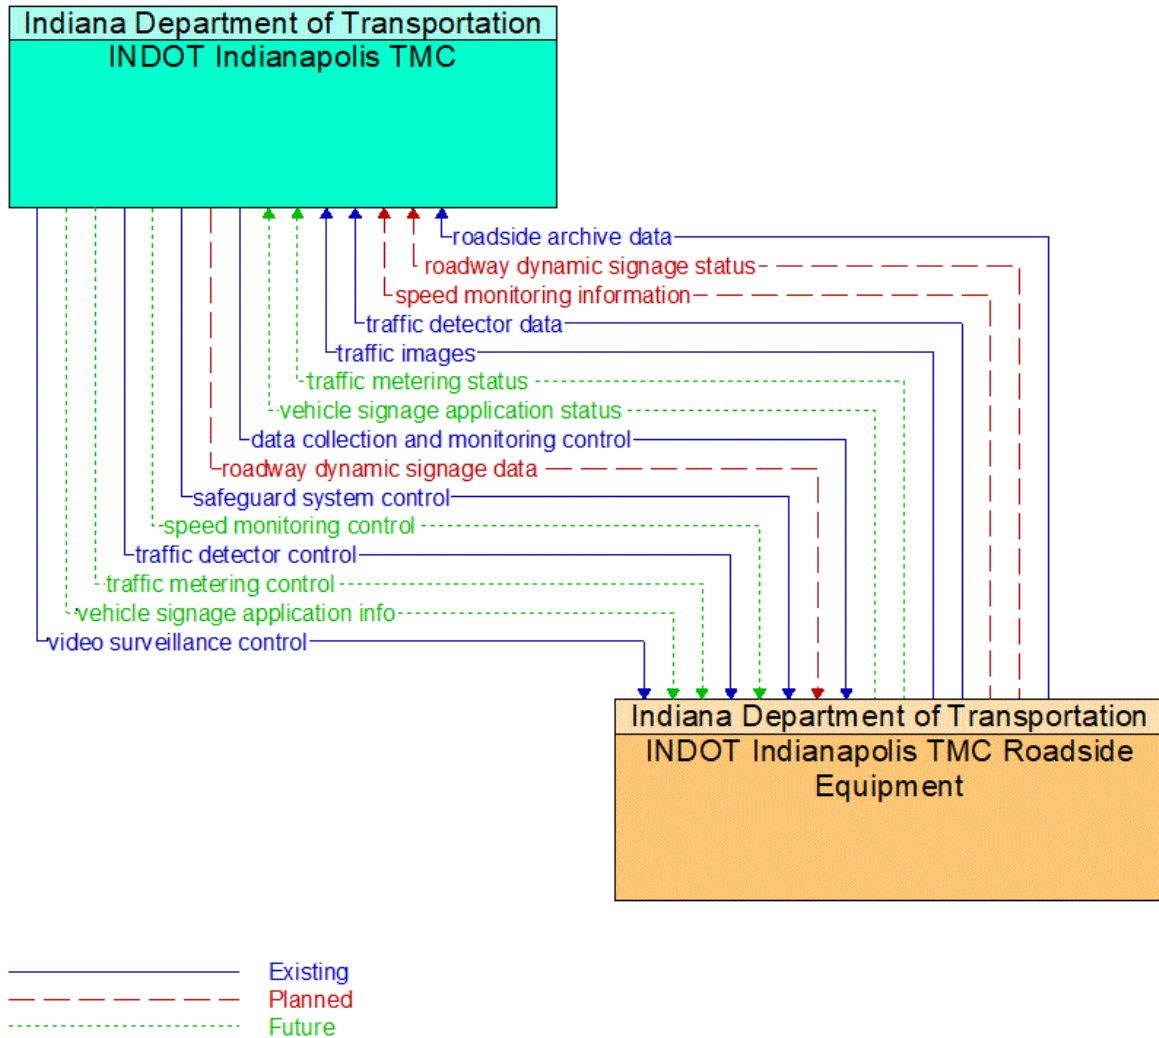 Indiana Department of Transportation
INDOT Indianapolis TMC
roadside archive data
roadway dynamic signage status
speed monitoring information
traffic detector data
traffic images
traffic metering status
vehicle signage application status
data collection and monitoring control
roadway dynamic signage data
safeguard system control
speed monitoring control
traffic detector control
traffic metering control
vehicle signage application info
video surveillance control
Indiana Department of Transportation
INDOT Indianapolis TMC Roadside
Equipment
Existing
Planned
Future